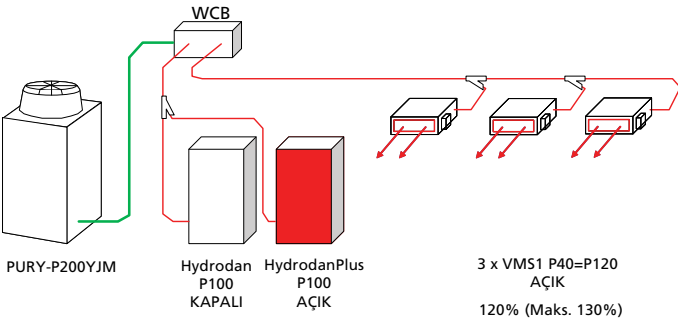 WCB
PURY-P200YJM
Hydrodan
P100
KAPALI
HydrodanPlus
P100
AÇIK
3 x VMS1 P40=P120
AÇIK
120% (Maks. 130%)